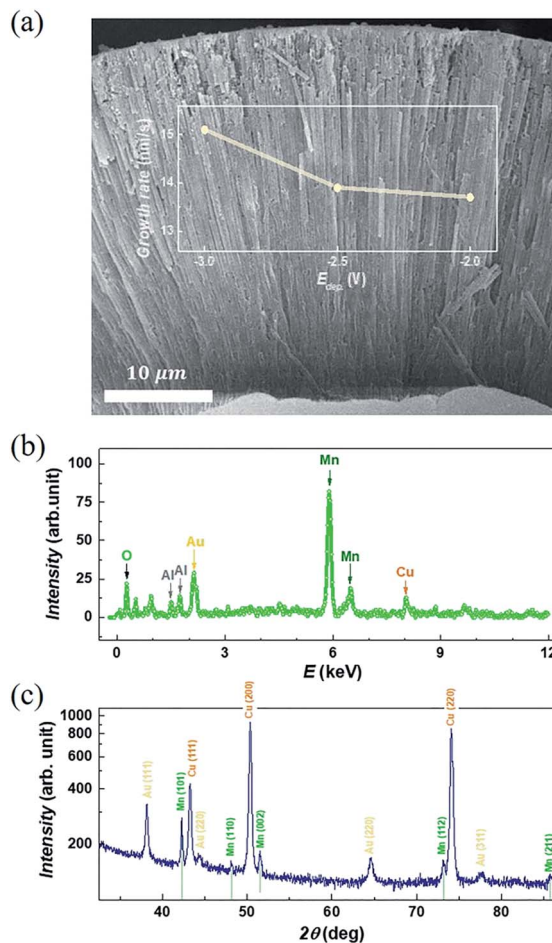 (a)
Growth rate (nm/s)
15
14
13
-3.0
-2.5
-2.0
E dep. (V)
10 μm
(b)
Intensity (arb.unit)
100
75
50
25
0
O
Al
Al
Au
Mn
Mn
Cu
0
3
6
9
12
E (keV)
(c)
Intensity (arb. unit)
1000
800
600
400
200
Au (111)
Mn (101)
Cu (111)
Au (220)
Mn (110)
Cu (200)
Mn (002)
Au (220)
Mn (112)
Cu (220)
Au (311)
Mn (211)
40
50
60
70
80
2θ (deg)